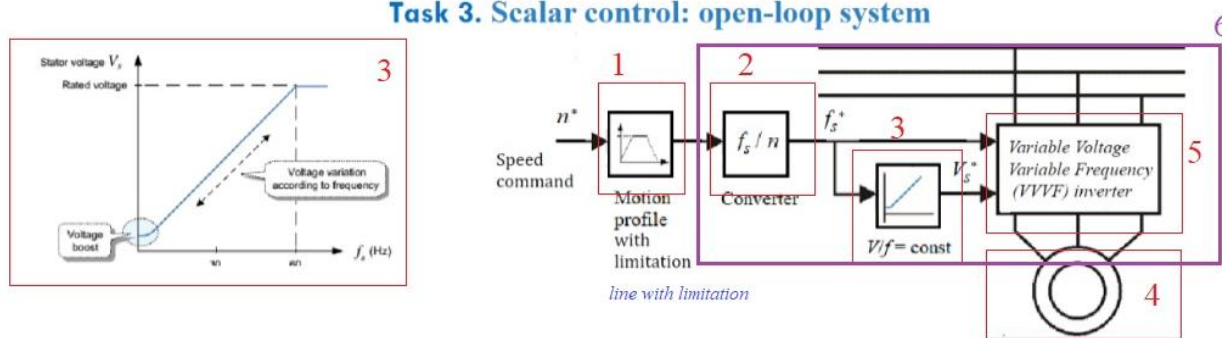 Task 3. Scalar control: open-loop system
6
3
Stator voltage Vs
Rated voltage
Voltage variation
according to frequency
Voltage
boost
30
60
fs (Hz)
1
2
n*
fs / n
fs*
3
Vs*
Variable Voltage
Variable Frequency
(VVVF) inverter
5
Speed
command
Motion
profile
with
limitation
Converter
V/f= const
line with limitation
4